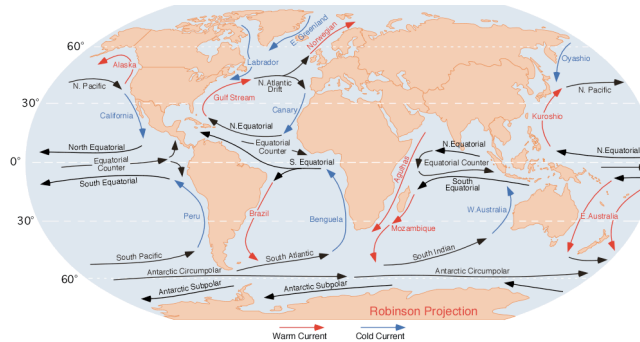 60°
30°
0°
30°
60°
Alaska
N. Pacific
California
North Equatorial
Equatorial
Counter
South Equatorial
Peru
South Pacific
Antarctic Circumpolar
Antarctic Subpolar
Labrador
E. Greenland
Norwegian
N. Atlantic
Drift
Gulf Stream
Canary
N.Equatorial
Equatorial
Counter
S. Equatorial
Brazil
Benguela
South Atlantic
Antarctic Subpolar
Agulhas
Mozambique
N.Equatorial
Equatorial Counter
South
Equatorial
W.Australia
South Indian
Antarctic Circumpolar
Oyashio
N. Pacific
Kuroshio
N.Equatorial
E.Australia
Robinson Projection
Warm Current
Cold Current